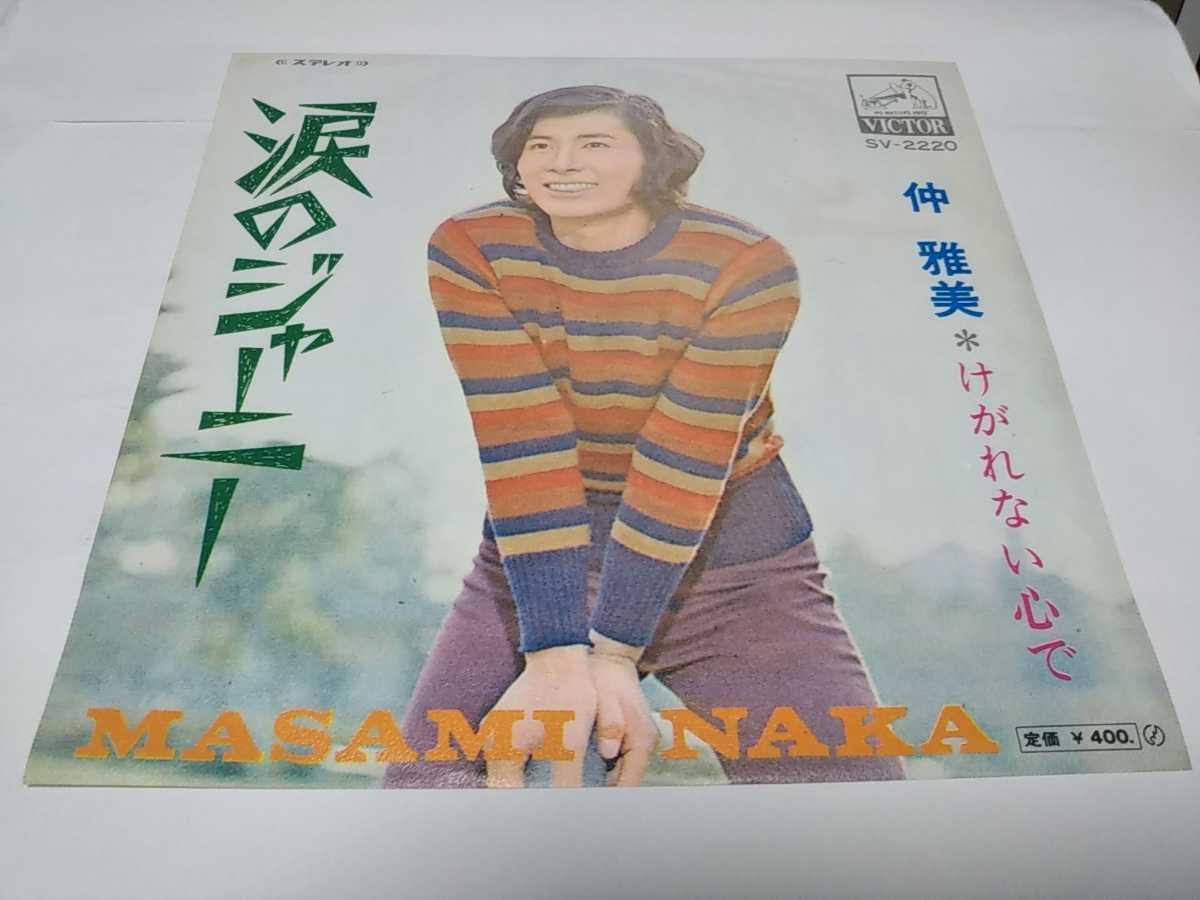 ステレオ
涙のジャーニー
VICTOR
SV-2220
仲 雅美
*けがれない心で
MASAMI NAKA
定価 ¥400.